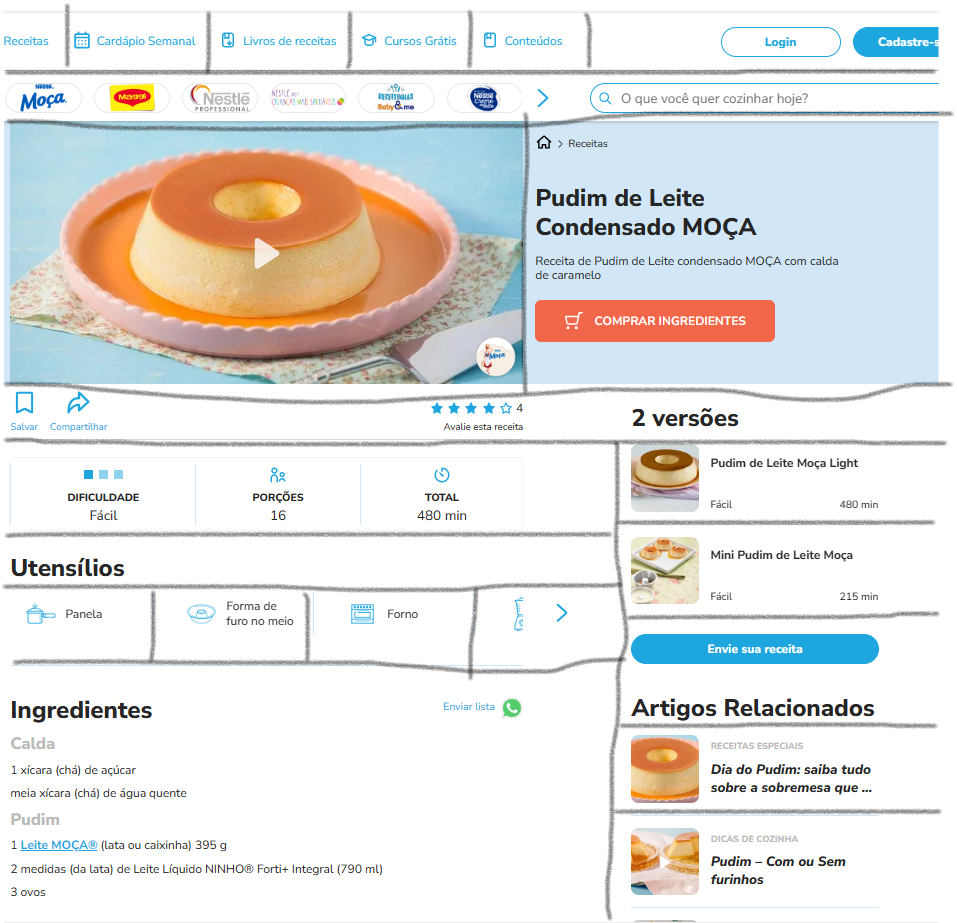 Receitas
Cardápio Semanal
Livros de receitas
Cursos Grátis
Conteúdos
Login
Cadastre-s
Nestlé
Moça
Maggi
Nestlé
PROFESSIONAL
NESTLÉ por
CRIANÇAS MAIS SAUDÁVEIS
RECEITINHAS
Baby&me
Nestlé
O que você quer cozinhar hoje?
Receitas
Pudim de Leite
Condensado MOÇA
Receita de Pudim de Leite condensado MOÇA com calda
de caramelo
COMPRAR INGREDIENTES
Moça
Salvar
Compartilhar
4
Avalie esta receita
2 versões
DIFICULDADE
Fácil
PORÇÕES
16
TOTAL
480 min
Pudim de Leite Moça Light
Fácil
480 min
Mini Pudim de Leite Moça
Fácil
215 min
Utensílios
Panela
Forma de
furo no meio
Forno
Envie sua receita
Ingredientes
Enviar lista
Calda
1 xícara (chá) de açúcar
meia xícara (chá) de água quente
Pudim
1 Leite MOÇA® (lata ou caixinha) 395 g
2 medidas (da lata) de Leite Líquido NINHO® Forti+ Integral (790 ml)
3 ovos
Artigos Relacionados
RECEITAS ESPECIAIS
Dia do Pudim: saiba tudo
sobre a sobremesa que ...
DICAS DE COZINHA
Pudim – Com ou Sem
furinhos